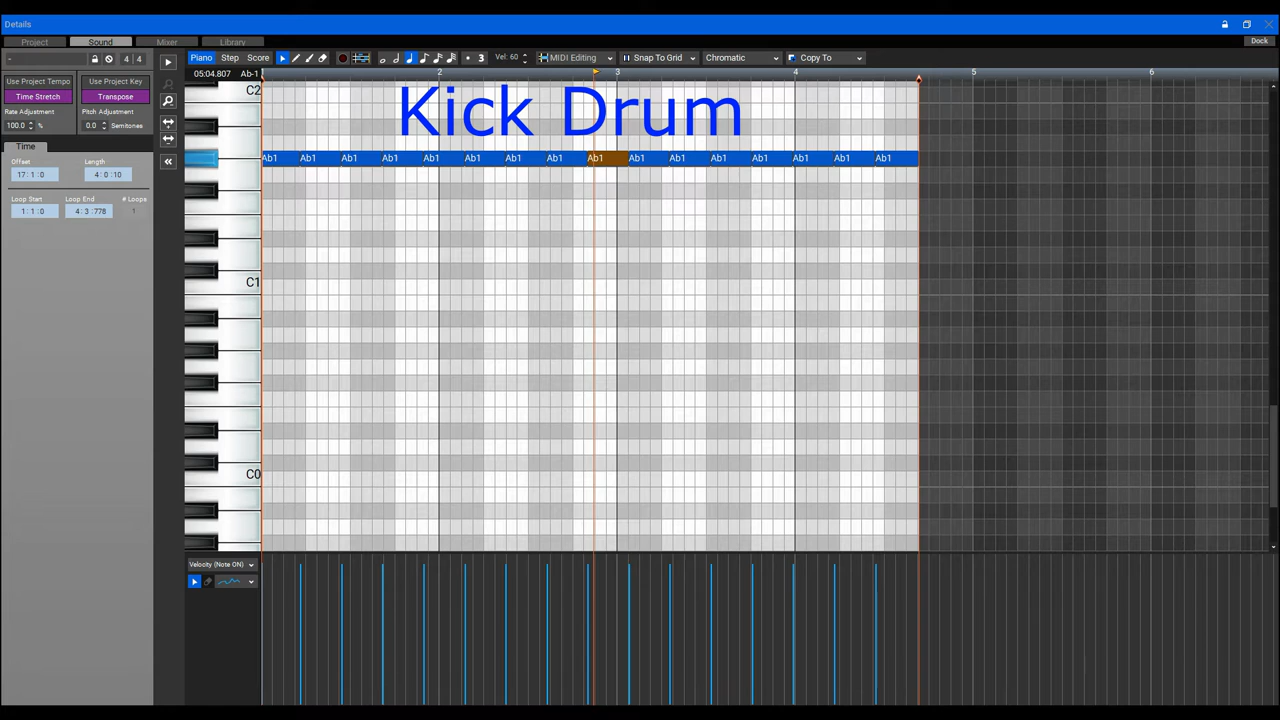 Details
Dock
Project Sound Mixer Library
- 4 4
Piano Step Score 3 Vel: 60 MIDI Editing Snap To Grid Chromatic Copy To
05:04.807 Ab-1 2 3 4 5 6
Use Project Tempo Use Project Key
Time Stretch Transpose
Rate Adjustment Pitch Adjustment
100.0 % 0.0 Semitones
Time
Offset Length
17: 1: 0 4: 0 :10
Loop Start Loop End # Loops
1: 1: 0 4: 3 :778 1
C2
Kick Drum
Ab1 Ab1 Ab1 Ab1 Ab1 Ab1 Ab1 Ab1 Ab1 Ab1 Ab1 Ab1 Ab1 Ab1 Ab1 Ab1
C1
C0
Velocity (Note ON)